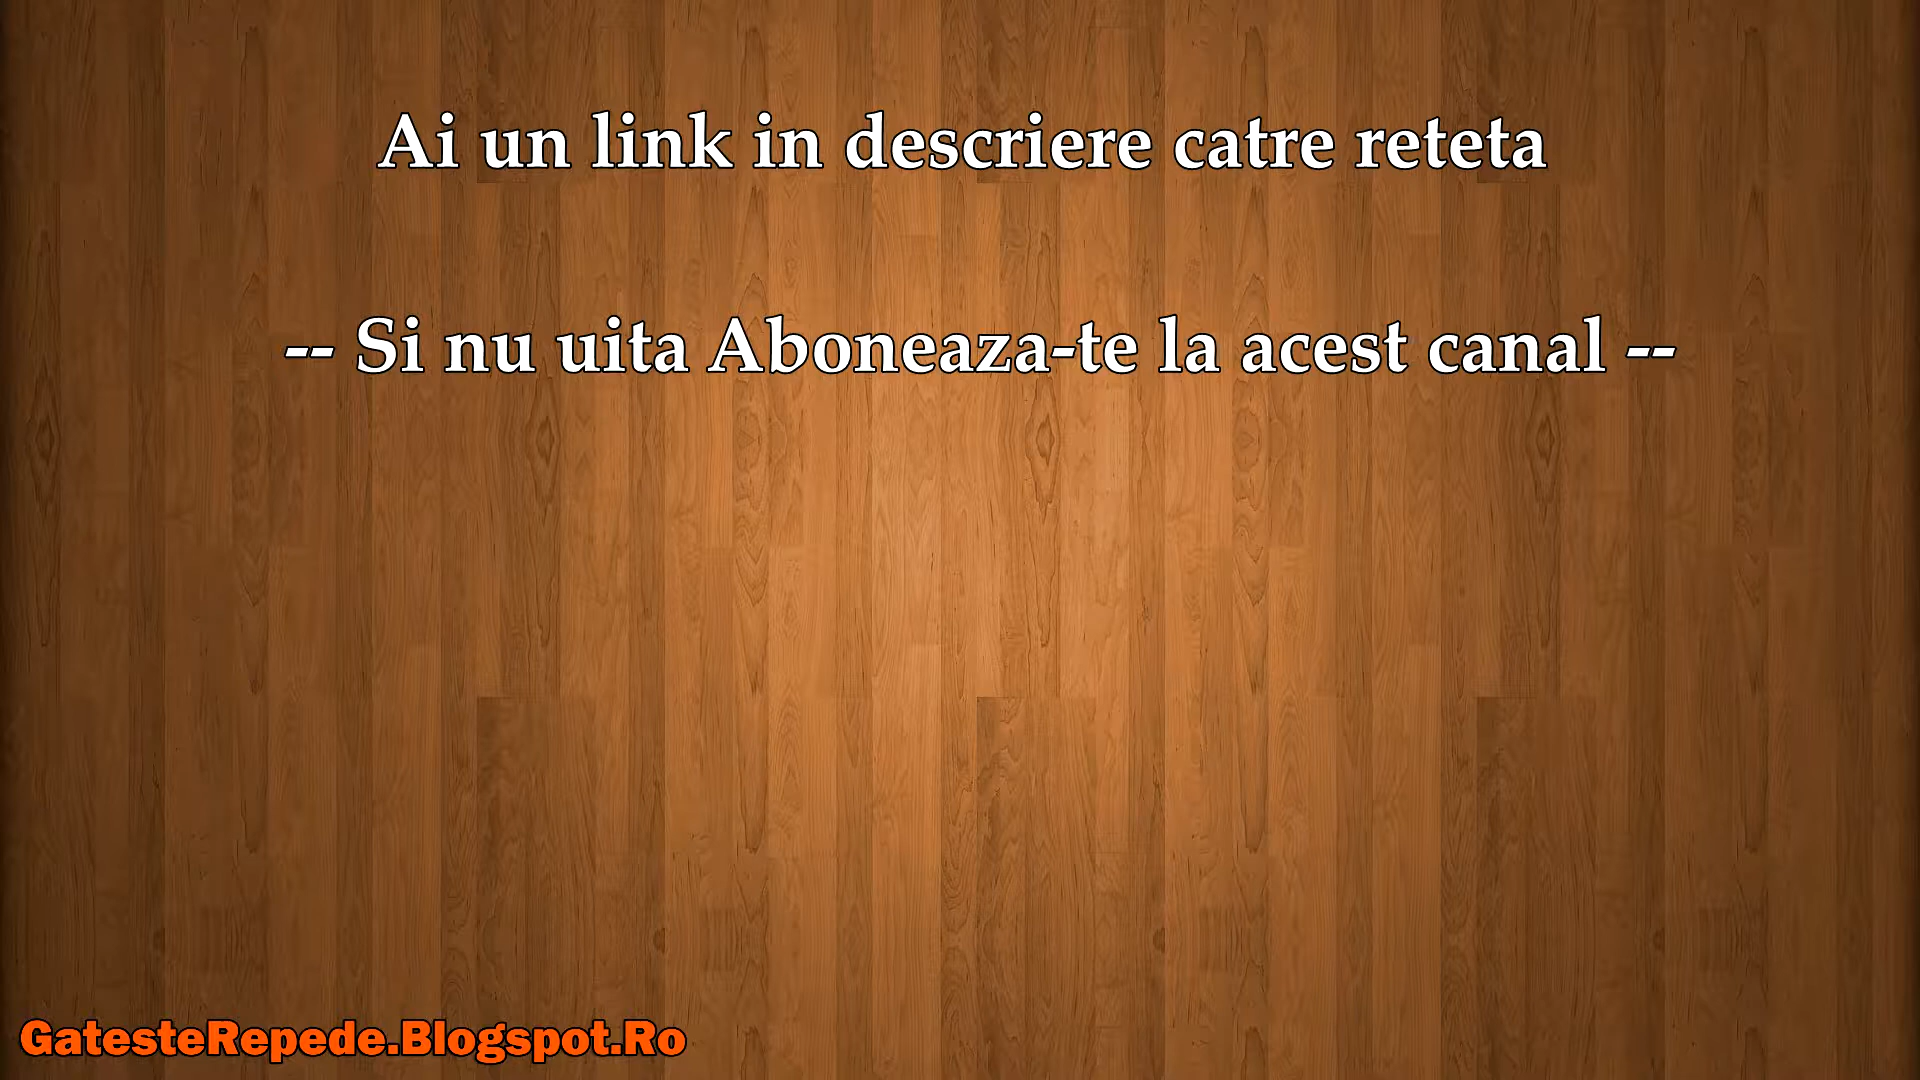 Ai un link in descriere catre reteta
-- Si nu uita Aboneaza-te la acest canal --
GatesteRepede.Blogspot.Ro